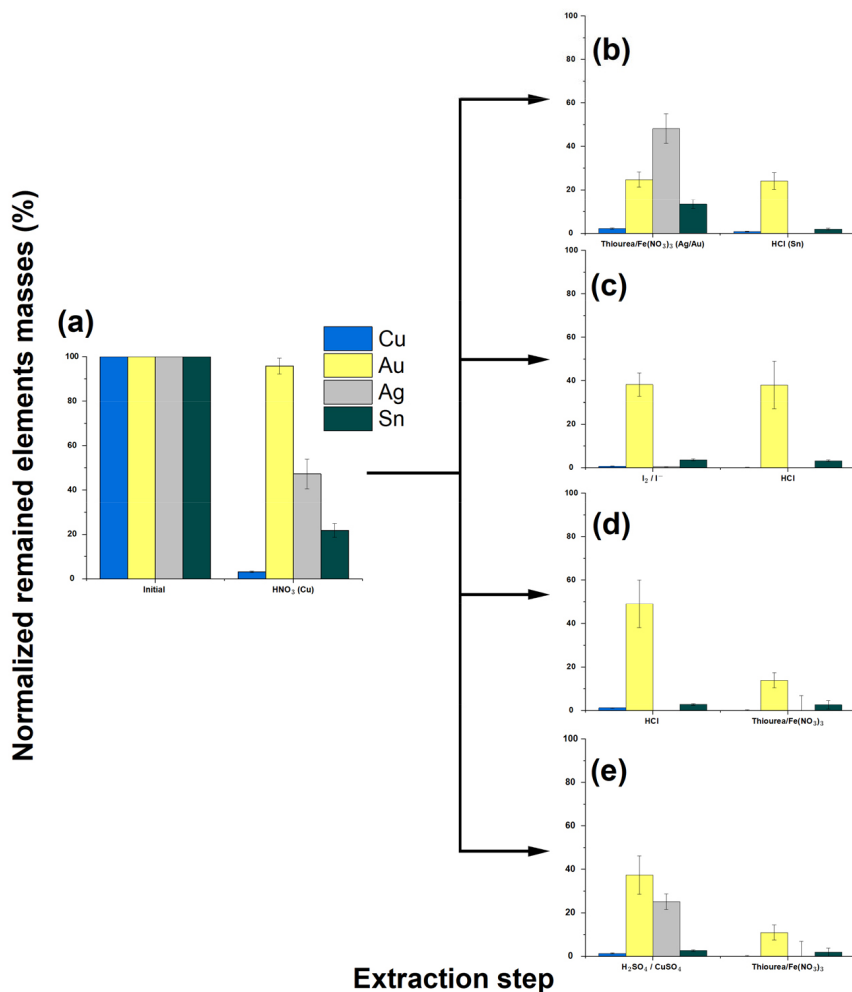 Normalized remained elements masses (%)
Extraction step
(a)
100
80
60
40
20
0
Initial
HNO₃ (Cu)
Cu
Au
Ag
Sn
(b)
100
80
60
40
20
0
Thiourea/Fe(NO₃)₃ (Ag/Au)
HCl (Sn)
(c)
100
80
60
40
20
0
I₂ / I⁻
HCl
(d)
100
80
60
40
20
0
HCl
Thiourea/Fe(NO₃)₃
(e)
100
80
60
40
20
0
H₂SO₄ / CuSO₄
Thiourea/Fe(NO₃)₃